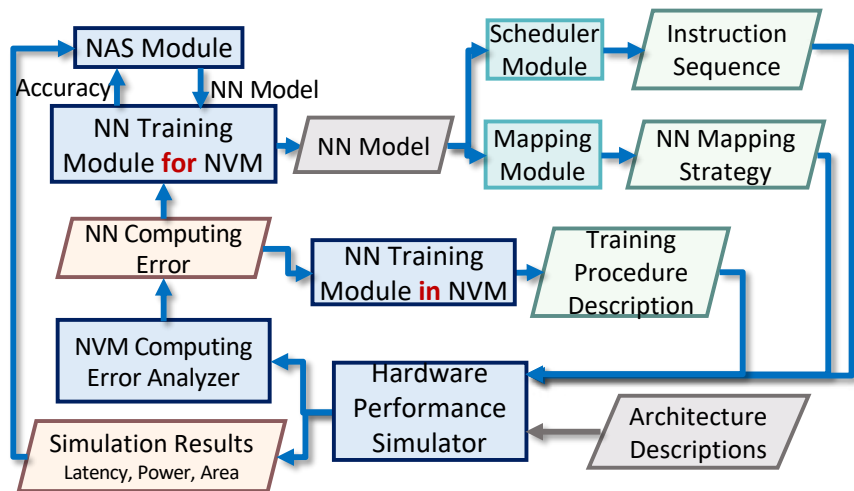 NAS Module
Accuracy
NN Model
NN Training
Module for NVM
NN Model
Scheduler
Module
Instruction
Sequence
Mapping
Module
NN Mapping
Strategy
NN Computing
Error
NN Training
Module in NVM
Training
Procedure
Description
NVM Computing
Error Analyzer
Hardware
Performance
Simulator
Simulation Results
Latency, Power, Area
Architecture
Descriptions